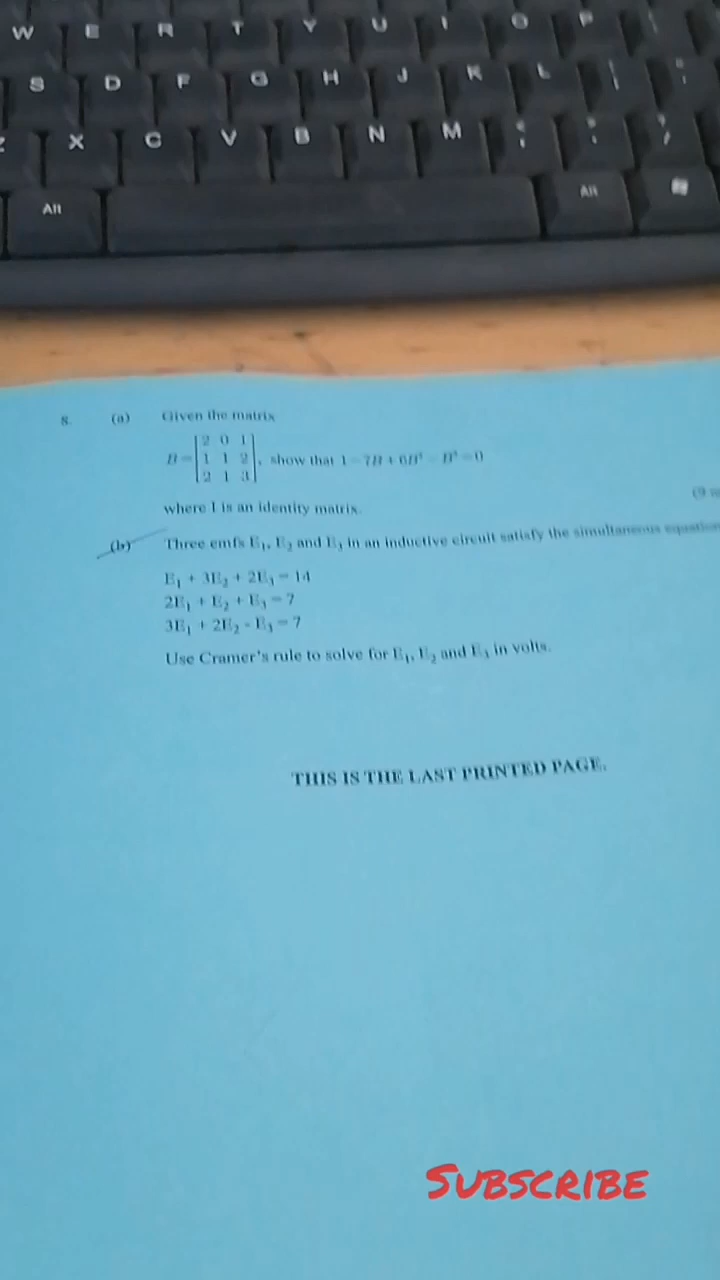 W E R T Y U I O P
S D F G H J K L
X C V B N M
Alt Alt
8. (a) Given the matrix
B = |2 0 1|
|1 1 2| , show that I - 7B + 6B² - B³ = 0
|2 1 3|
where I is an identity matrix.
(b) Three emfs E₁, E₂ and E₃ in an inductive circuit satisfy the simultaneous
E₁ + 3E₂ + 2E₃ = 14
2E₁ + E₂ + E₃ = 7
3E₁ + 2E₂ - E₃ = 7
Use Cramer's rule to solve for E₁, E₂ and E₃ in volts.
THIS IS THE LAST PRINTED PAGE.
SUBSCRIBE